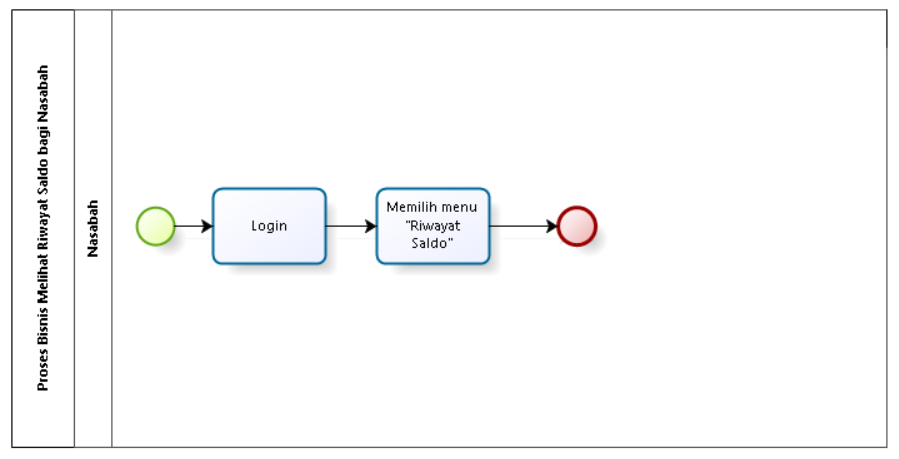 Proses Bisnis Melihat Riwayat Saldo bagi Nasabah
Nasabah
Login
Memilih menu
"Riwayat
Saldo"